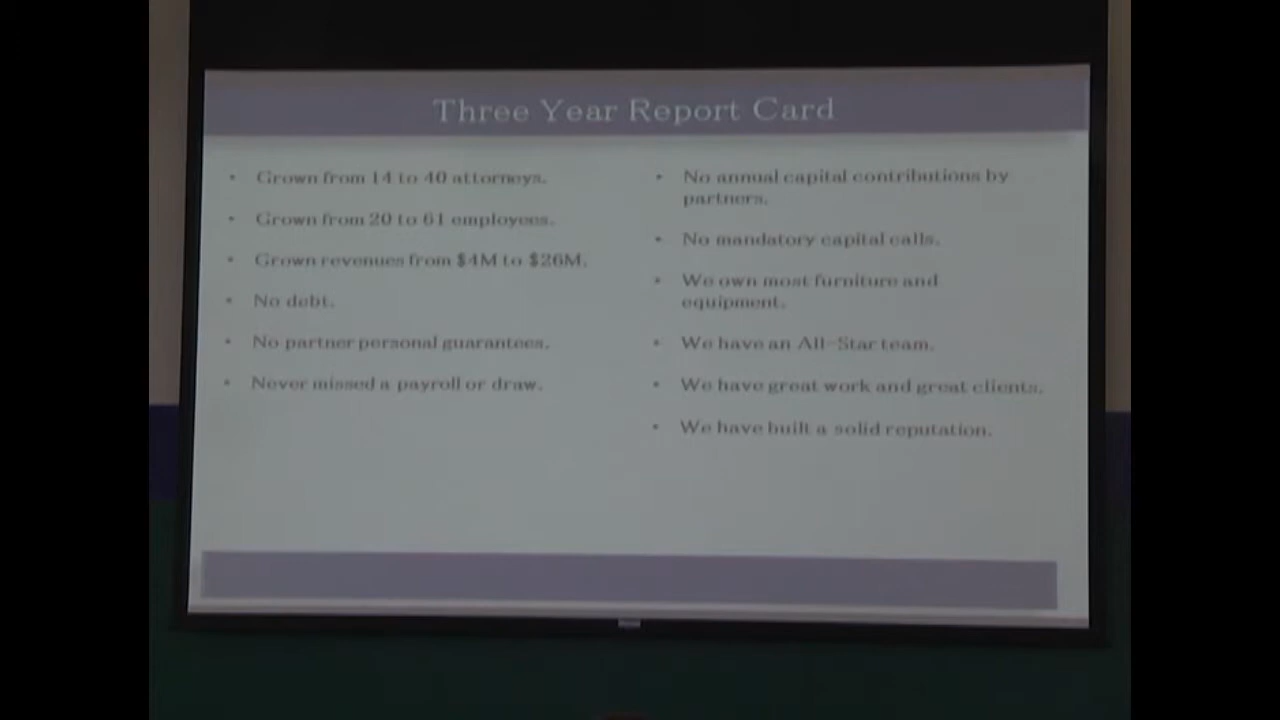 Three Year Report Card
• Grown from 14 to 40 attorneys.
• Grown from 20 to 61 employees.
• Grown revenues from $4M to $26M.
• No debt.
• No partner personal guarantees.
• Never missed a payroll or draw.
• No annual capital contributions by
partners.
• No mandatory capital calls.
• We own most furniture and
equipment.
• We have an All-Star team.
• We have great work and great clients.
• We have built a solid reputation.